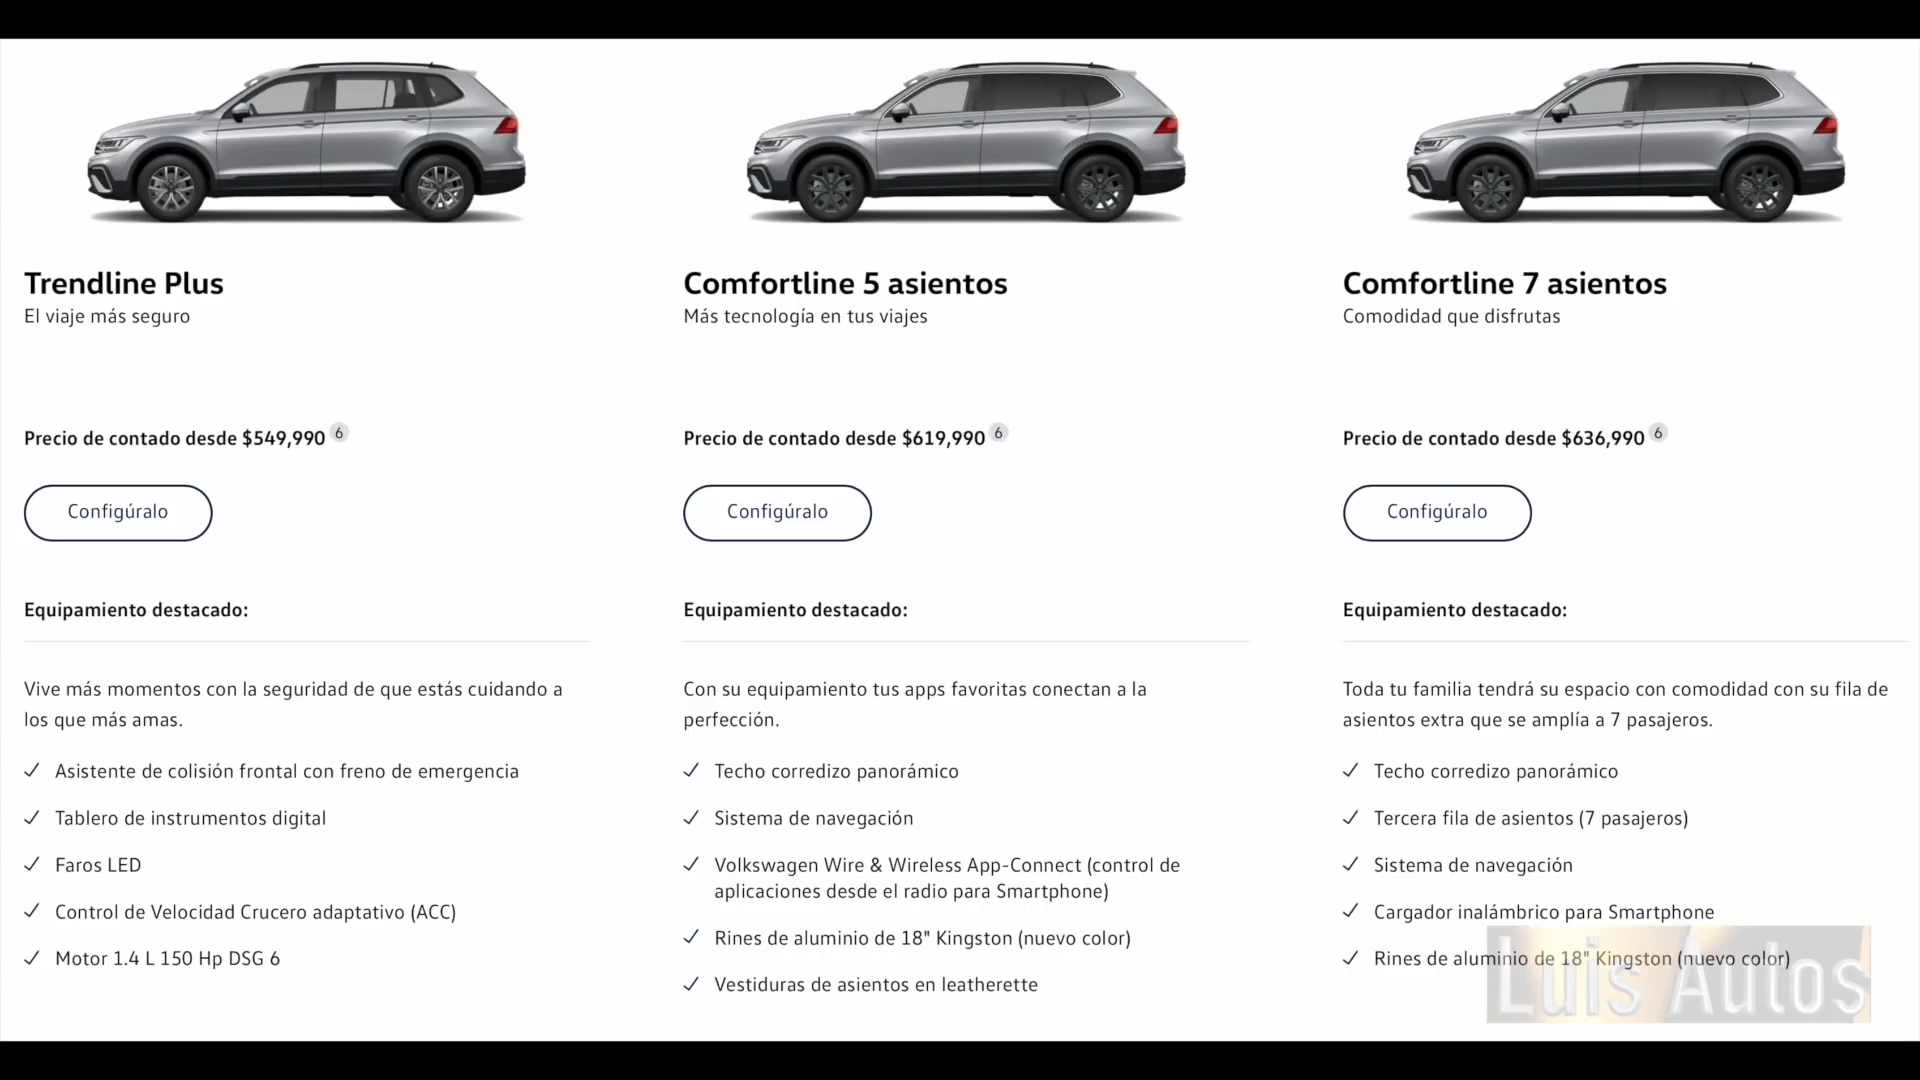 Trendline Plus
El viaje más seguro
Precio de contado desde $549,990 6
Configúralo
Equipamiento destacado:
Vive más momentos con la seguridad de que estás cuidando a
los que más amas.
Asistente de colisión frontal con freno de emergencia
Tablero de instrumentos digital
Faros LED
Control de Velocidad Crucero adaptativo (ACC)
Motor 1.4 L 150 Hp DSG 6
Comfortline 5 asientos
Más tecnología en tus viajes
Precio de contado desde $619,990 6
Configúralo
Equipamiento destacado:
Con su equipamiento tus apps favoritas conectan a la
perfección.
Techo corredizo panorámico
Sistema de navegación
Volkswagen Wire & Wireless App-Connect (control de
aplicaciones desde el radio para Smartphone)
Rines de aluminio de 18" Kingston (nuevo color)
Vestiduras de asientos en leatherette
Comfortline 7 asientos
Comodidad que disfrutas
Precio de contado desde $636,990 6
Configúralo
Equipamiento destacado:
Toda tu familia tendrá su espacio con comodidad con su fila de
asientos extra que se amplía a 7 pasajeros.
Techo corredizo panorámico
Tercera fila de asientos (7 pasajeros)
Sistema de navegación
Cargador inalámbrico para Smartphone
Rines de aluminio de 18" Kingston (nuevo color)
Luis Autos